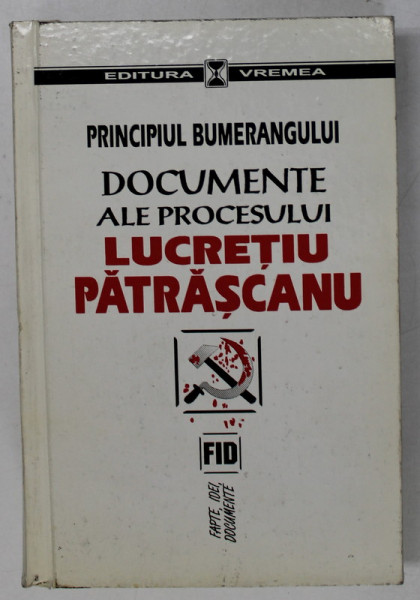 EDITURA VREMEA
PRINCIPIUL BUMERANGULUI
DOCUMENTE
ALE PROCESULUI
LUCREȚIU
PĂTRĂȘCANU
FID
FAPTE, IDEI,
DOCUMENTE